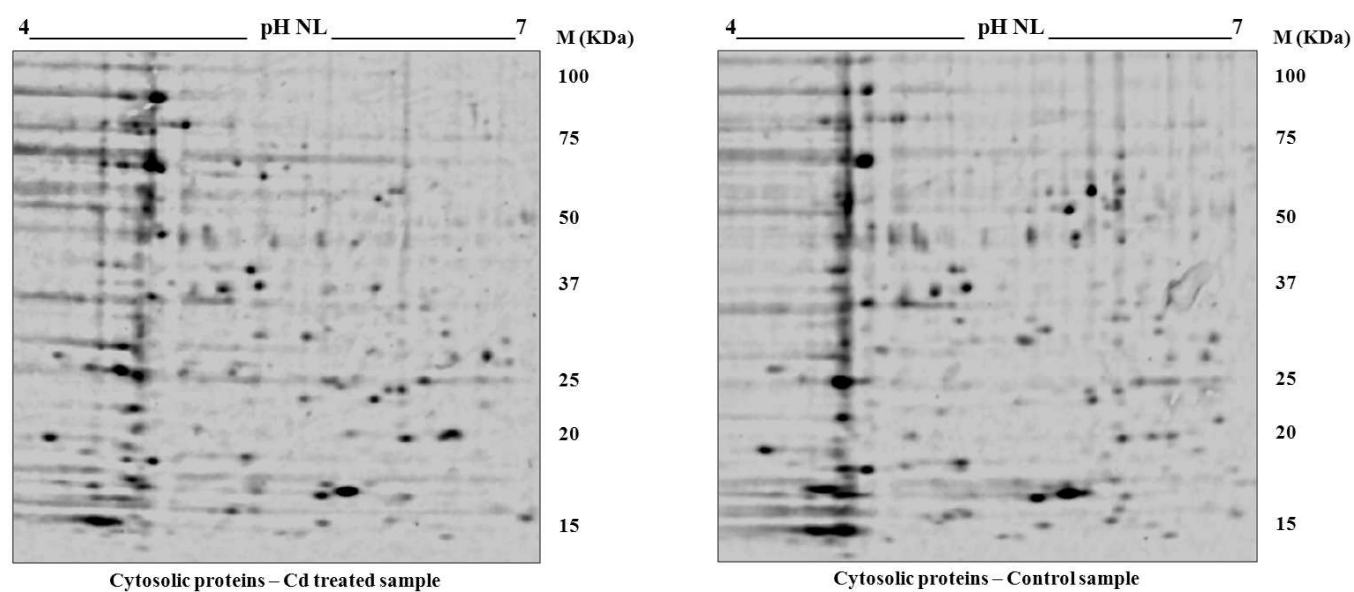 4 pH NL 7
M (KDa)
100
75
50
37
25
20
15
Cytosolic proteins – Cd treated sample
4 pH NL 7
M (KDa)
100
75
50
37
25
20
15
Cytosolic proteins – Control sample